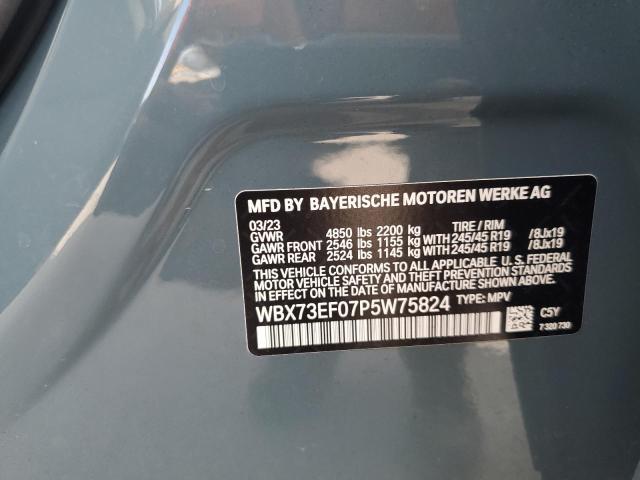 MFD BY BAYERISCHE MOTOREN WERKE AG
03/23 TIRE / RIM
GVWR 4850 lbs 2200 kg
GAWR FRONT 2546 lbs 1155 kg WITH 245/45 R19 /8Jx19
GAWR REAR 2524 lbs 1145 kg WITH 245/45 R19 /8Jx19
THIS VEHICLE CONFORMS TO ALL APPLICABLE U.S. FEDERAL
MOTOR VEHICLE SAFETY AND THEFT PREVENTION STANDARDS
IN EFFECT ON THE DATE OF MANUFACTURE SHOWN ABOVE.
WBX73EF07P5W75824 TYPE: MPV
C5Y
7 320 730